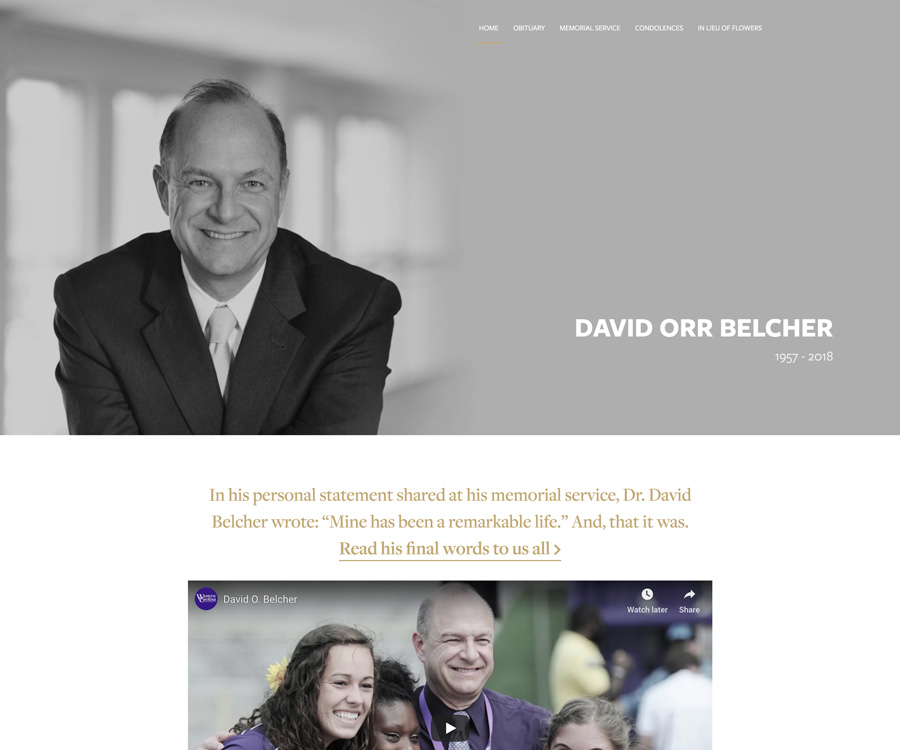 HOME OBITUARY MEMORIAL SERVICE CONDOLENCES IN LIEU OF FLOWERS
DAVID ORR BELCHER
1957 - 2018
In his personal statement shared at his memorial service, Dr. David
Belcher wrote: “Mine has been a remarkable life.” And, that it was.
Read his final words to us all >
David O. Belcher
Watch later Share